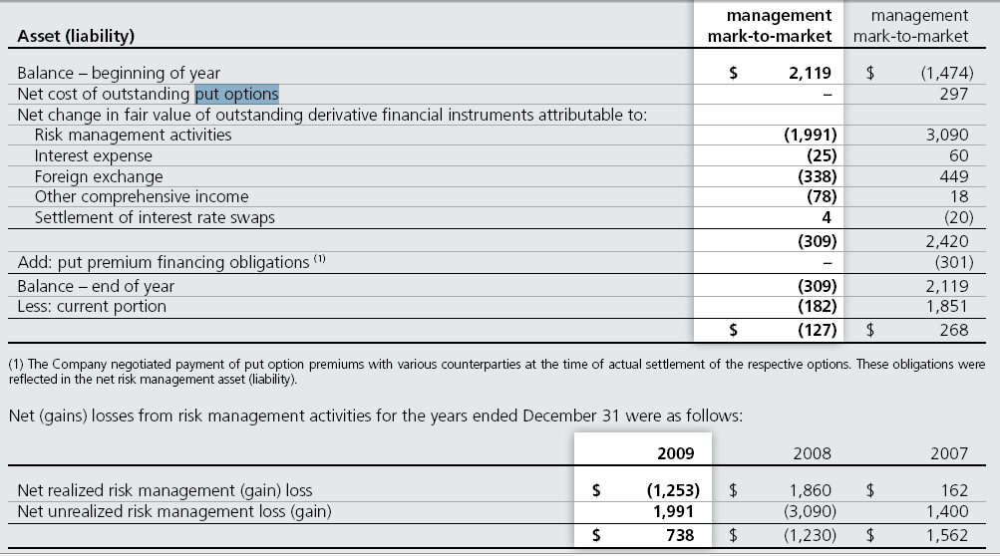 management management
Asset (liability) mark-to-market mark-to-market
Balance – beginning of year $ 2,119 $ (1,474)
Net cost of outstanding put options – 297
Net change in fair value of outstanding derivative financial instruments attributable to:
Risk management activities (1,991) 3,090
Interest expense (25) 60
Foreign exchange (338) 449
Other comprehensive income (78) 18
Settlement of interest rate swaps 4 (20)
(309) 2,420
Add: put premium financing obligations (1) – (301)
Balance – end of year (309) 2,119
Less: current portion (182) 1,851
$ (127) $ 268
(1) The Company negotiated payment of put option premiums with various counterparties at the time of actual settlement of the respective options. These obligations were
reflected in the net risk management asset (liability).
Net (gains) losses from risk management activities for the years ended December 31 were as follows:
2009 2008 2007
Net realized risk management (gain) loss $ (1,253) $ 1,860 $ 162
Net unrealized risk management loss (gain) 1,991 (3,090) 1,400
$ 738 $ (1,230) $ 1,562